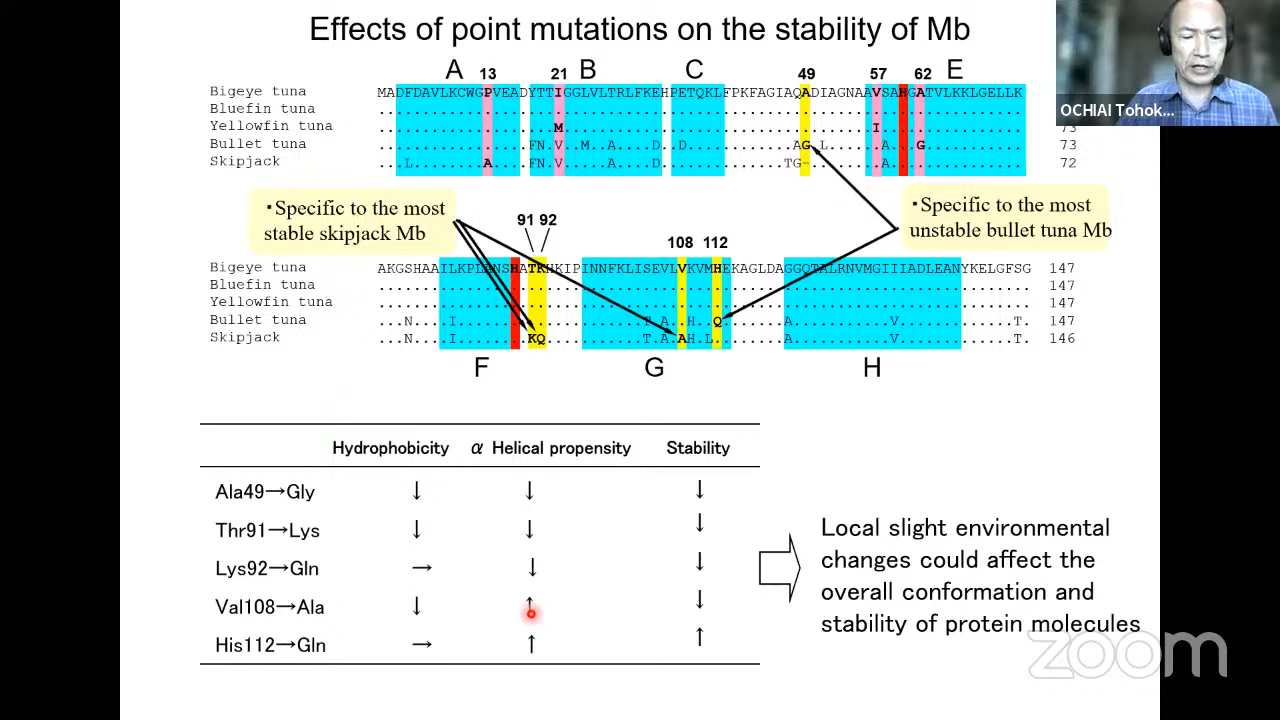 Effects of point mutations on the stability of Mb
A 13 21 B C 49 57 62 E
Bigeye tuna MADFDAVLKCWGPVEADYTTIGGLVLTRLFKEHPETQKLFPKFAGIAQADIAGNAAVSAHGATVLKKLGELLK
Bluefin tuna
Yellowfin tuna M I 73
Bullet tuna FN V M A D D AG L A G 73
Skipjack L A FN V A D TG- A 72
・Specific to the most
stable skipjack Mb
・Specific to the most
unstable bullet tuna Mb
91 92 108 112
Bigeye tuna 147
Bluefin tuna 147
Yellowfin tuna 147
Bullet tuna N I T A H Q A V T 147
Skipjack N I KQ T A AH L A V T 146
F G H
Hydrophobicity α Helical propensity Stability
Ala49→Gly ↓ ↓ ↓
Thr91→Lys ↓ ↓ ↓
Lys92→Gln → ↓ ↓
Val108→Ala ↓ ↑ ↓
His112→Gln → ↑ ↑
Local slight environmental
changes could affect the
overall conformation and
stability of protein molecules
OCHIAI Tohok...
zoom